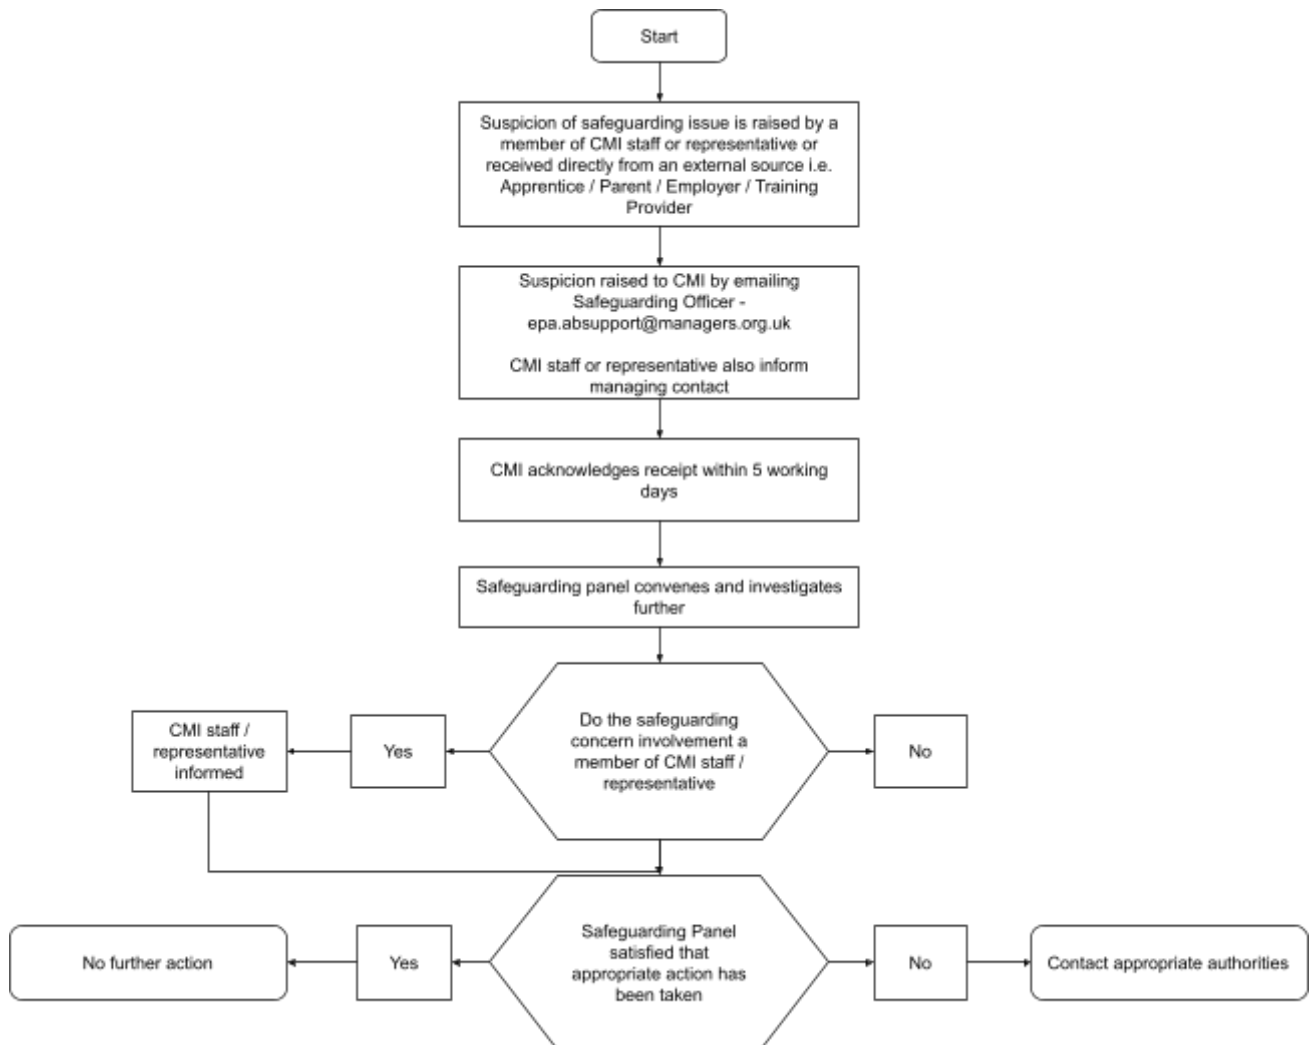 Start
Suspicion of safeguarding issue is raised by a
member of CMI staff or representative or
received directly from an external source i.e.
Apprentice / Parent / Employer / Training
Provider
Suspicion raised to CMI by emailing
Safeguarding Officer -
epa.absupport@managers.org.uk
CMI staff or representative also inform
managing contact
CMI acknowledges receipt within 5 working
days
Safeguarding panel convenes and investigates
further
Do the safeguarding
concern involvement a
member of CMI staff /
representative
Yes
No
CMI staff /
representative
informed
Safeguarding Panel
satisfied that
appropriate action has
been taken
Yes
No further action
No
Contact appropriate authorities